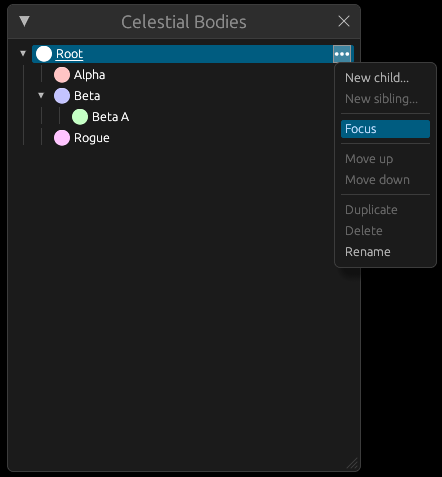 Celestial Bodies
Root
Alpha
Beta
Beta A
Rogue
New child...
New sibling...
Focus
Move up
Move down
Duplicate
Delete
Rename